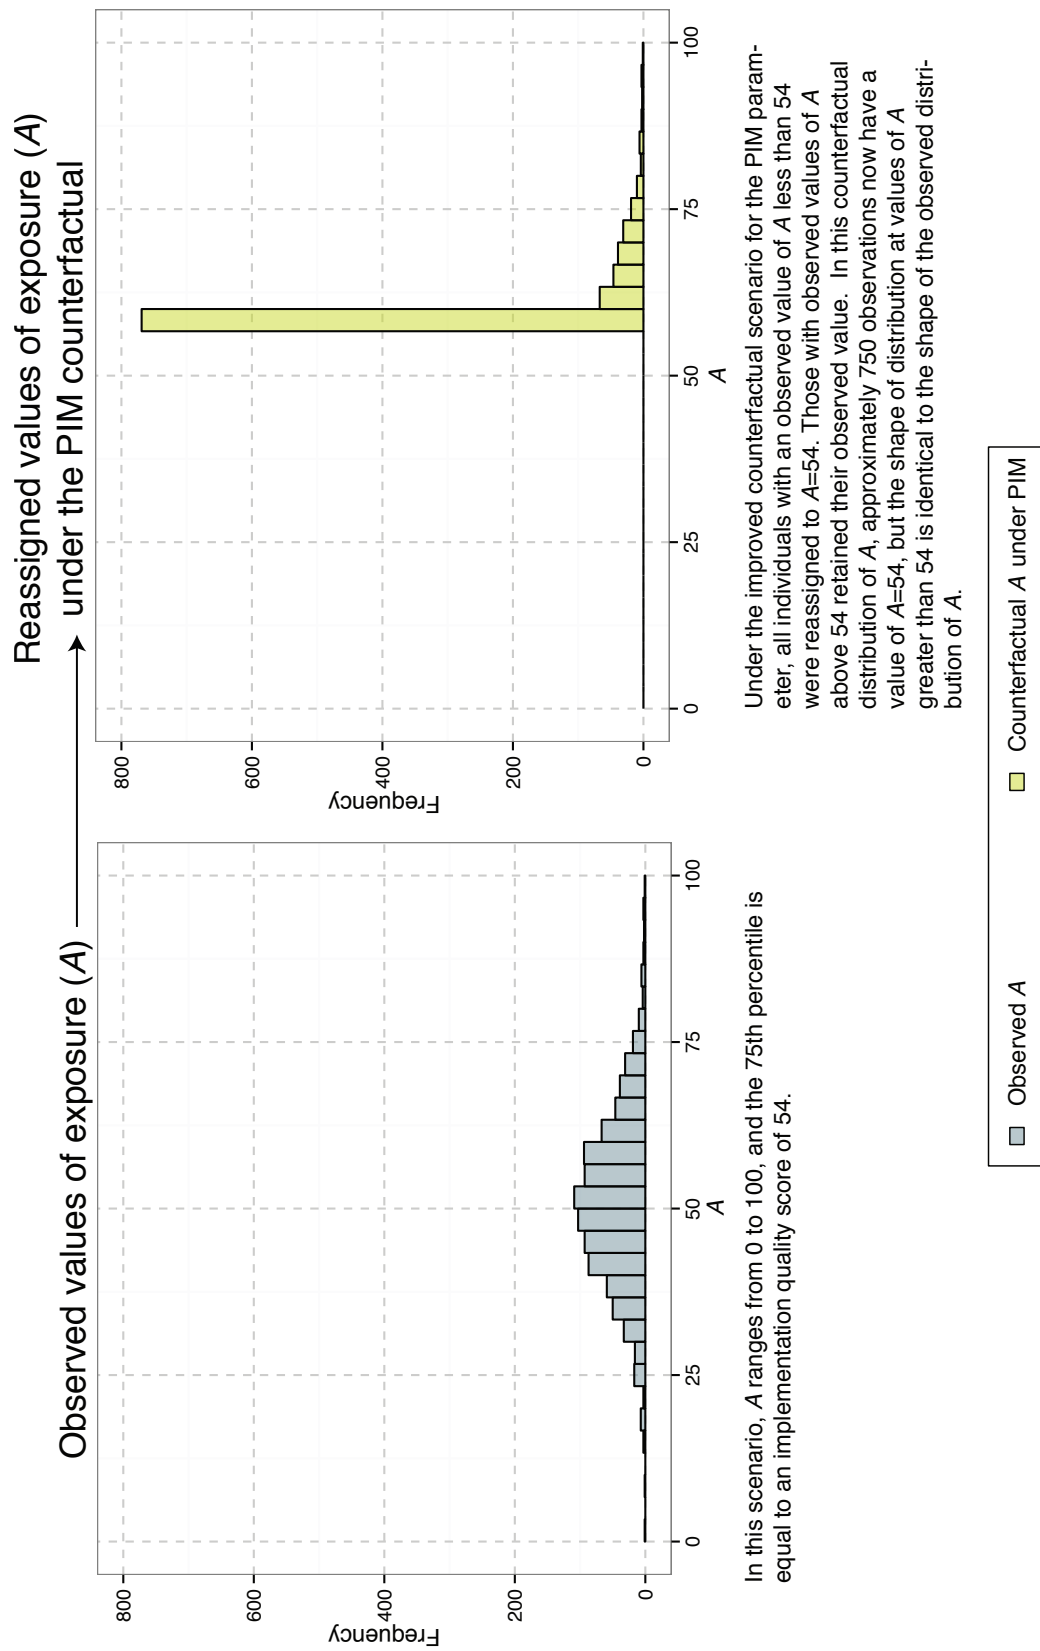 Observed values of exposure (A)
Reassigned values of exposure (A)
under the PIM counterfactual
800
600
400
200
0
Frequency
0
25
50
75
100
A
In this scenario, A ranges from 0 to 100, and the 75th percentile is
equal to an implementation quality score of 54.
800
600
400
200
0
Frequency
0
25
50
75
100
A
Under the improved counterfactual scenario for the PIM param-
eter, all individuals with an observed value of A less than 54
were reassigned to A=54. Those with observed values of A
above 54 retained their observed value. In this counterfactual
distribution of A, approximately 750 observations now have a
value of A=54, but the shape of distribution at values of A
greater than 54 is identical to the shape of the observed distri-
bution of A.
Observed A
Counterfactual A under PIM